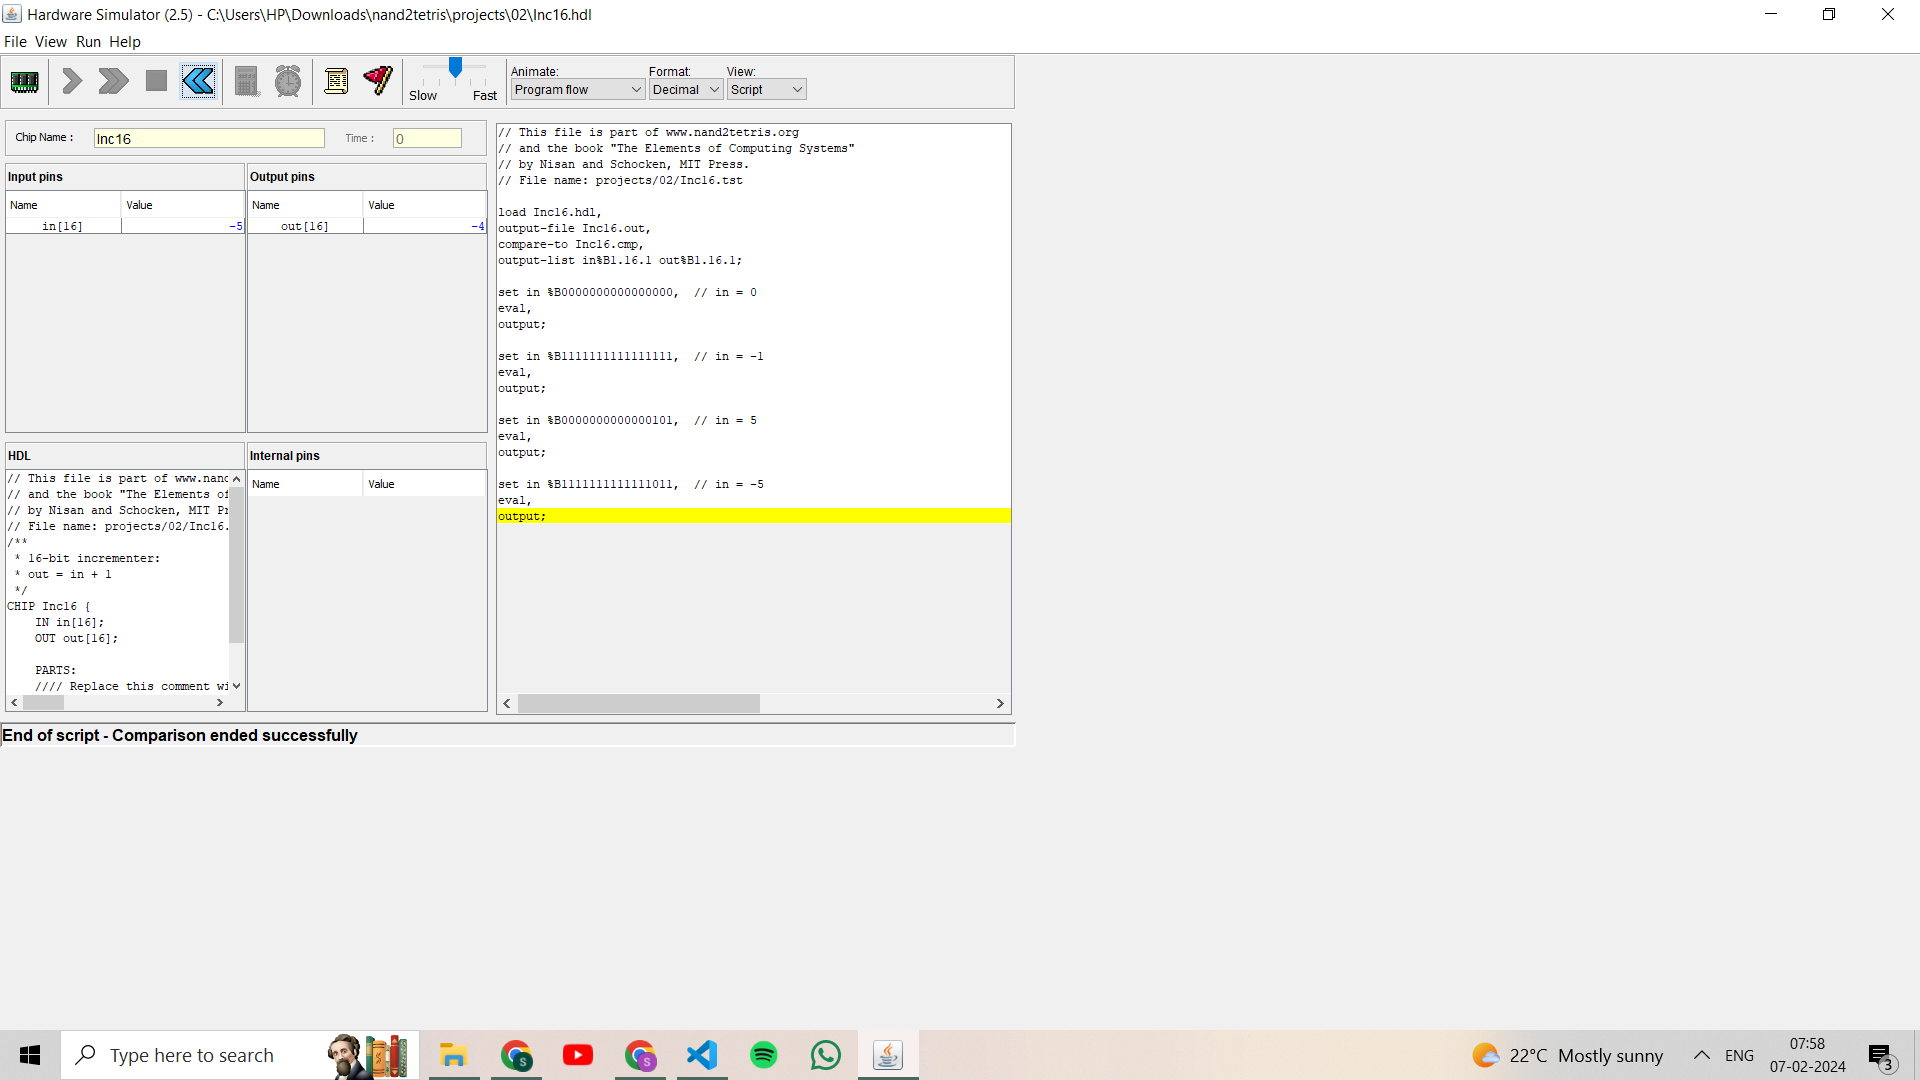 Hardware Simulator (2.5) - C:\Users\HP\Downloads\nand2tetris\projects\02\Inc16.hdl
File View Run Help
Slow Fast
Animate:
Program flow
Format:
Decimal
View:
Script
Chip Name :
Inc16
Time :
0
Input pins
Name Value
in[16] -5
Output pins
Name Value
out[16] -4
HDL
// This file is part of www.nand
// and the book "The Elements of
// by Nisan and Schocken, MIT Pr
// File name: projects/02/Inc16.
/**
* 16-bit incrementer:
* out = in + 1
*/
CHIP Inc16 {
IN in[16];
OUT out[16];
PARTS:
//// Replace this comment wi
Internal pins
Name Value
// This file is part of www.nand2tetris.org
// and the book "The Elements of Computing Systems"
// by Nisan and Schocken, MIT Press.
// File name: projects/02/Inc16.tst
load Inc16.hdl,
output-file Inc16.out,
compare-to Inc16.cmp,
output-list in%B1.16.1 out%B1.16.1;
set in %B0000000000000000,  // in = 0
eval,
output;
set in %B1111111111111111,  // in = -1
eval,
output;
set in %B0000000000000101,  // in = 5
eval,
output;
set in %B1111111111111011,  // in = -5
eval,
output;
End of script - Comparison ended successfully
Type here to search
S
S
22°C Mostly sunny
ENG
07:58
07-02-2024
3